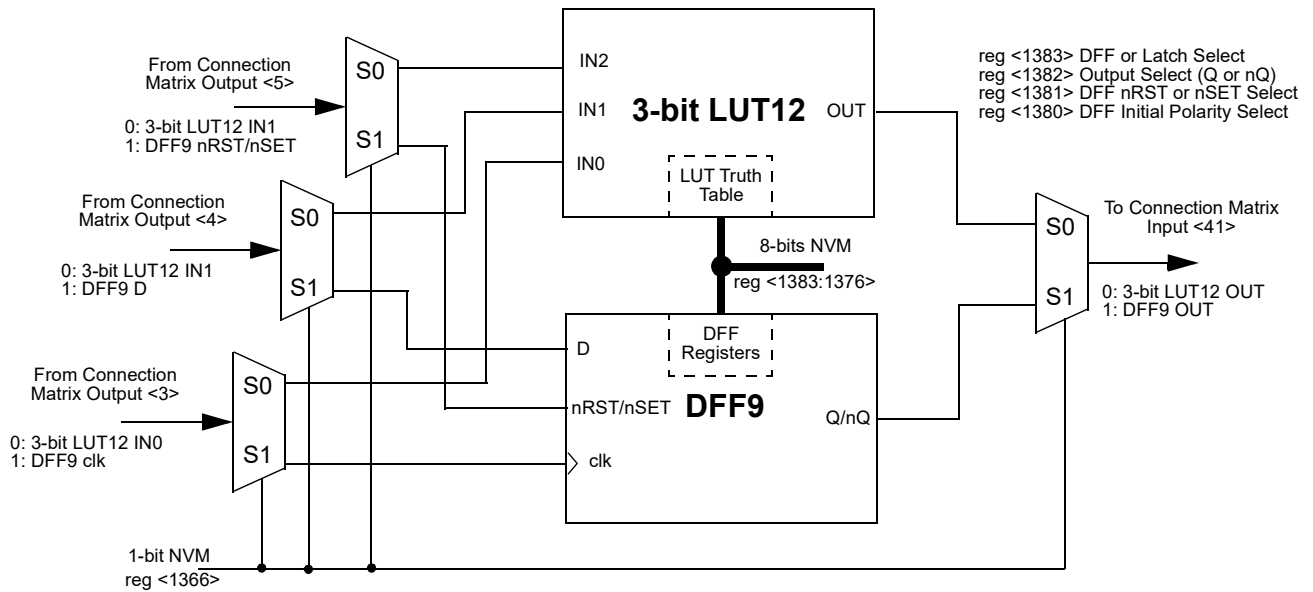 From Connection
Matrix Output <5>
0: 3-bit LUT12 IN1
1: DFF9 nRST/nSET
S0
S1
From Connection
Matrix Output <4>
0: 3-bit LUT12 IN1
1: DFF9 D
S0
S1
From Connection
Matrix Output <3>
0: 3-bit LUT12 IN0
1: DFF9 clk
S0
S1
1-bit NVM
reg <1366>
IN2
IN1
IN0
3-bit LUT12
OUT
LUT Truth
Table
8-bits NVM
reg <1383:1376>
DFF
Registers
D
nRST/nSET
clk
DFF9
Q/nQ
reg <1383> DFF or Latch Select
reg <1382> Output Select (Q or nQ)
reg <1381> DFF nRST or nSET Select
reg <1380> DFF Initial Polarity Select
S0
S1
To Connection Matrix
Input <41>
0: 3-bit LUT12 OUT
1: DFF9 OUT